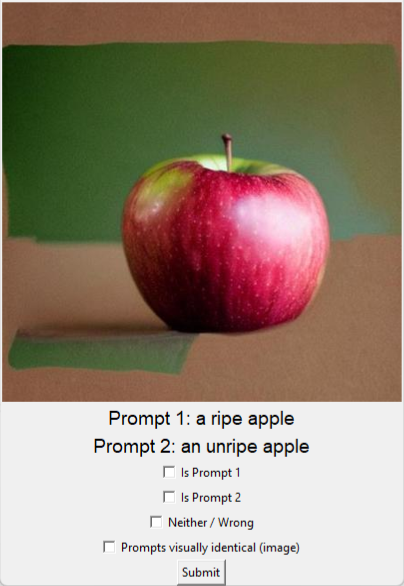 Prompt 1: a ripe apple
Prompt 2: an unripe apple
Is Prompt 1
Is Prompt 2
Neither / Wrong
Prompts visually identical (image)
Submit